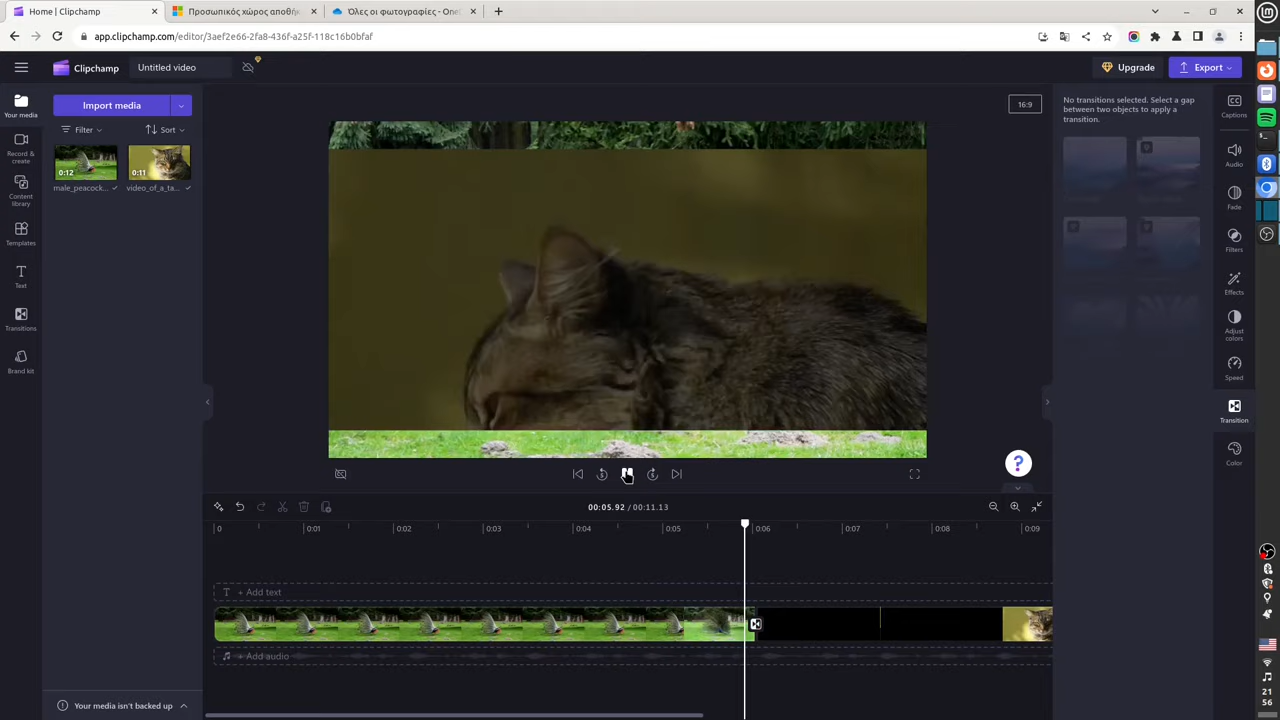 Home | Clipchamp
Προσωπικός χώρος αποθήκ
Όλες οι φωτογραφίες - One
app.clipchamp.com/editor/3aef2e66-2fa8-436f-a25f-118c16b0bfaf
Clipchamp
Untitled video
Upgrade
Export
Your media
Import media
Filter
Sort
16:9
No transitions selected. Select a gap
between two objects to apply a
transition.
Captions
Record &
create
0:12
0:11
male_peacock...
video_of_a_ta...
Content
library
Audio
Fade
Templates
Filters
Text
Effects
Transitions
Adjust
colors
Brand kit
Speed
Transition
Color
?
00:05.92 / 00:11.13
0
0:01
0:02
0:03
0:04
0:05
0:06
0:07
0:08
0:09
T + Add text
+ Add audio
Your media isn't backed up
21
56